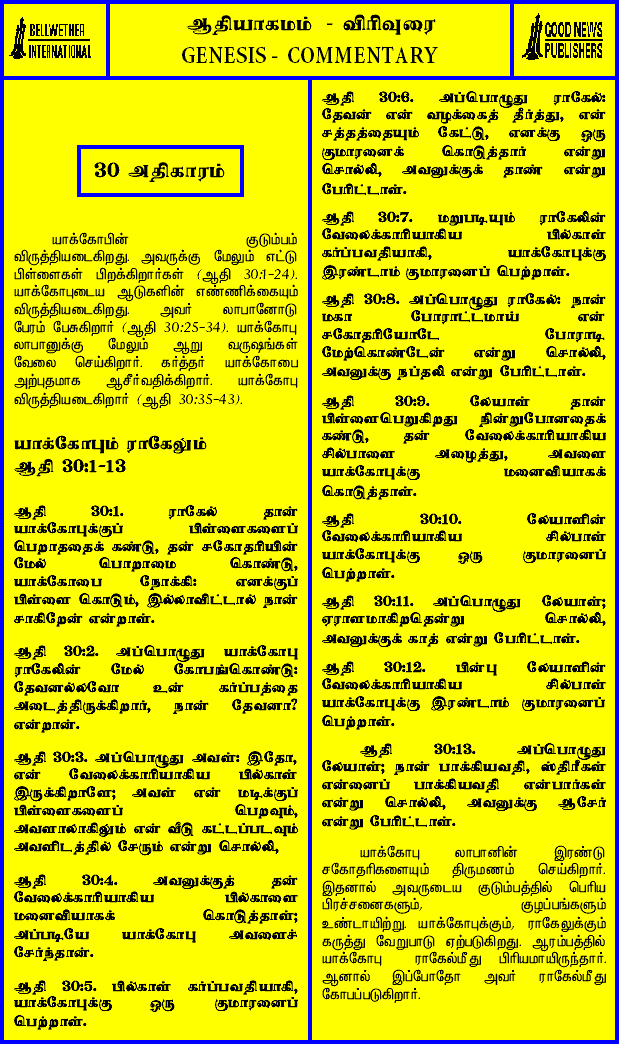 BELLWETHER
INTERNATIONAL
ஆதியாகமம் - விரிவுரை
GENESIS - COMMENTARY
GOOD NEWS
PUBLISHERS
30 அதிகாரம்
யாக்கோபின் குடும்பம்
விருத்தியடைகிறது. அவருக்கு மேலும் எட்டு
பிள்ளைகள் பிறக்கிறார்கள் (ஆதி 30:1-24).
யாக்கோபுடைய ஆடுகளின் எண்ணிக்கையும்
விருத்தியடைகிறது. அவர் லாபானோடு
பேரம் பேசுகிறார் (ஆதி 30:25-34). யாக்கோபு
லாபானுக்கு மேலும் ஆறு வருஷங்கள்
வேலை செய்கிறார். கர்த்தர் யாக்கோபை
அற்புதமாக ஆசீர்வதிக்கிறார். யாக்கோபு
விருத்தியடைகிறார் (ஆதி 30:35-43).
யாக்கோபும் ராகேலும்
ஆதி 30:1-13
ஆதி 30:1. ராகேல் தான்
யாக்கோபுக்குப் பிள்ளைகளைப்
பெறாததைக் கண்டு, தன் சகோதரியின்
மேல் பொறாமை கொண்டு,
யாக்கோபை நோக்கி: எனக்குப்
பிள்ளை கொடும், இல்லாவிட்டால் நான்
சாகிறேன் என்றாள்.
ஆதி 30:2. அப்பொழுது யாக்கோபு
ராகேலின் மேல் கோபங்கொண்டு:
தேவனல்லவோ உன் கர்ப்பத்தை
அடைத்திருக்கிறார், நான் தேவனா?
என்றான்.
ஆதி 30:3. அப்பொழுது அவள்: இதோ,
என் வேலைக்காரியாகிய பில்காள்
இருக்கிறாளே; அவள் என் மடிக்குப்
பிள்ளைகளைப் பெறவும்,
அவளாலாகிலும் என் வீடு கட்டப்படவும்
அவளிடத்தில் சேரும் என்று சொல்லி,
ஆதி 30:4. அவனுக்குத் தன்
வேலைக்காரியாகிய பில்காளை
மனைவியாகக் கொடுத்தாள்;
அப்படியே யாக்கோபு அவளைச்
சேர்ந்தான்.
ஆதி 30:5. பில்காள் கர்ப்பவதியாகி,
யாக்கோபுக்கு ஒரு குமாரனைப்
பெற்றாள்.
ஆதி 30:6. அப்பொழுது ராகேல்:
தேவன் என் வழக்கைத் தீர்த்து, என்
சத்தத்தையும் கேட்டு, எனக்கு ஒரு
குமாரனைக் கொடுத்தார் என்று
சொல்லி, அவனுக்குத் தாண் என்று
பேரிட்டாள்.
ஆதி 30:7. மறுபடியும் ராகேலின்
வேலைக்காரியாகிய பில்காள்
கர்ப்பவதியாகி, யாக்கோபுக்கு
இரண்டாம் குமாரனைப் பெற்றாள்.
ஆதி 30:8. அப்பொழுது ராகேல்: நான்
மகா போராட்டமாய் என்
சகோதரியோடே போராடி
மேற்கொண்டேன் என்று சொல்லி,
அவனுக்கு நப்தலி என்று பேரிட்டாள்.
ஆதி 30:9. லேயாள் தான்
பிள்ளைபெறுகிறது நின்றுபோனதைக்
கண்டு, தன் வேலைக்காரியாகிய
சில்பாளை அழைத்து, அவளை
யாக்கோபுக்கு மனைவியாகக்
கொடுத்தாள்.
ஆதி 30:10. லேயாளின்
வேலைக்காரியாகிய சில்பாள்
யாக்கோபுக்கு ஒரு குமாரனைப்
பெற்றாள்.
ஆதி 30:11. அப்பொழுது லேயாள்;
ஏராளமாகிறதென்று சொல்லி,
அவனுக்குக் காத் என்று பேரிட்டாள்.
ஆதி 30:12. பின்பு லேயாளின்
வேலைக்காரியாகிய சில்பாள்
யாக்கோபுக்கு இரண்டாம் குமாரனைப்
பெற்றாள்.
ஆதி 30:13. அப்பொழுது
லேயாள்; நான் பாக்கியவதி, ஸ்திரீகள்
என்னைப் பாக்கியவதி என்பார்கள்
என்று சொல்லி, அவனுக்கு ஆசேர்
என்று பேரிட்டாள்.
யாக்கோபு லாபானின் இரண்டு
சகோதரிகளையும் திருமணம் செய்கிறார்.
இதனால் அவருடைய குடும்பத்தில் பெரிய
பிரச்சனைகளும், குழப்பங்களும்
உண்டாயிற்று. யாக்கோபுக்கும், ராகேலுக்கும்
கருத்து வேறுபாடு ஏற்படுகிறது. ஆரம்பத்தில்
யாக்கோபு ராகேல்மீது பிரியமாயிருந்தார்.
ஆனால் இப்போதோ அவர் ராகேல்மீது
கோபப்படுகிறார்.